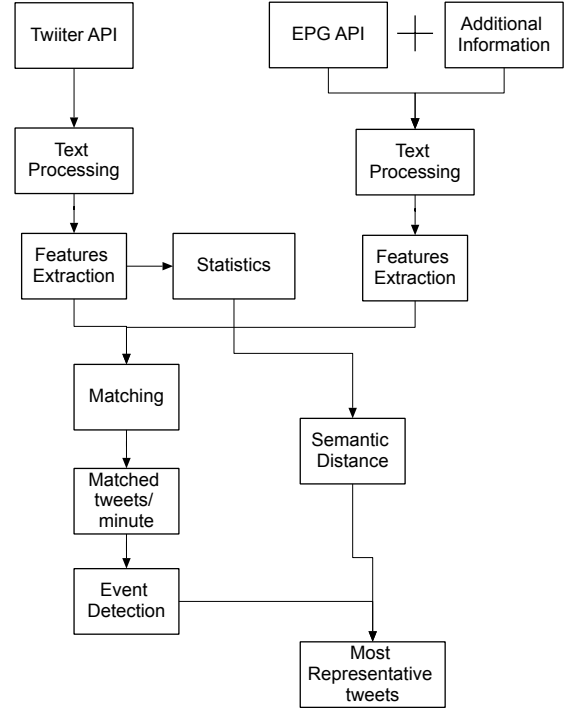 Twiiter API
EPG API
Additional
Information
Text
Processing
Text
Processing
Features
Extraction
Statistics
Features
Extraction
Matching
Semantic
Distance
Matched
tweets/
minute
Event
Detection
Most
Representative
tweets